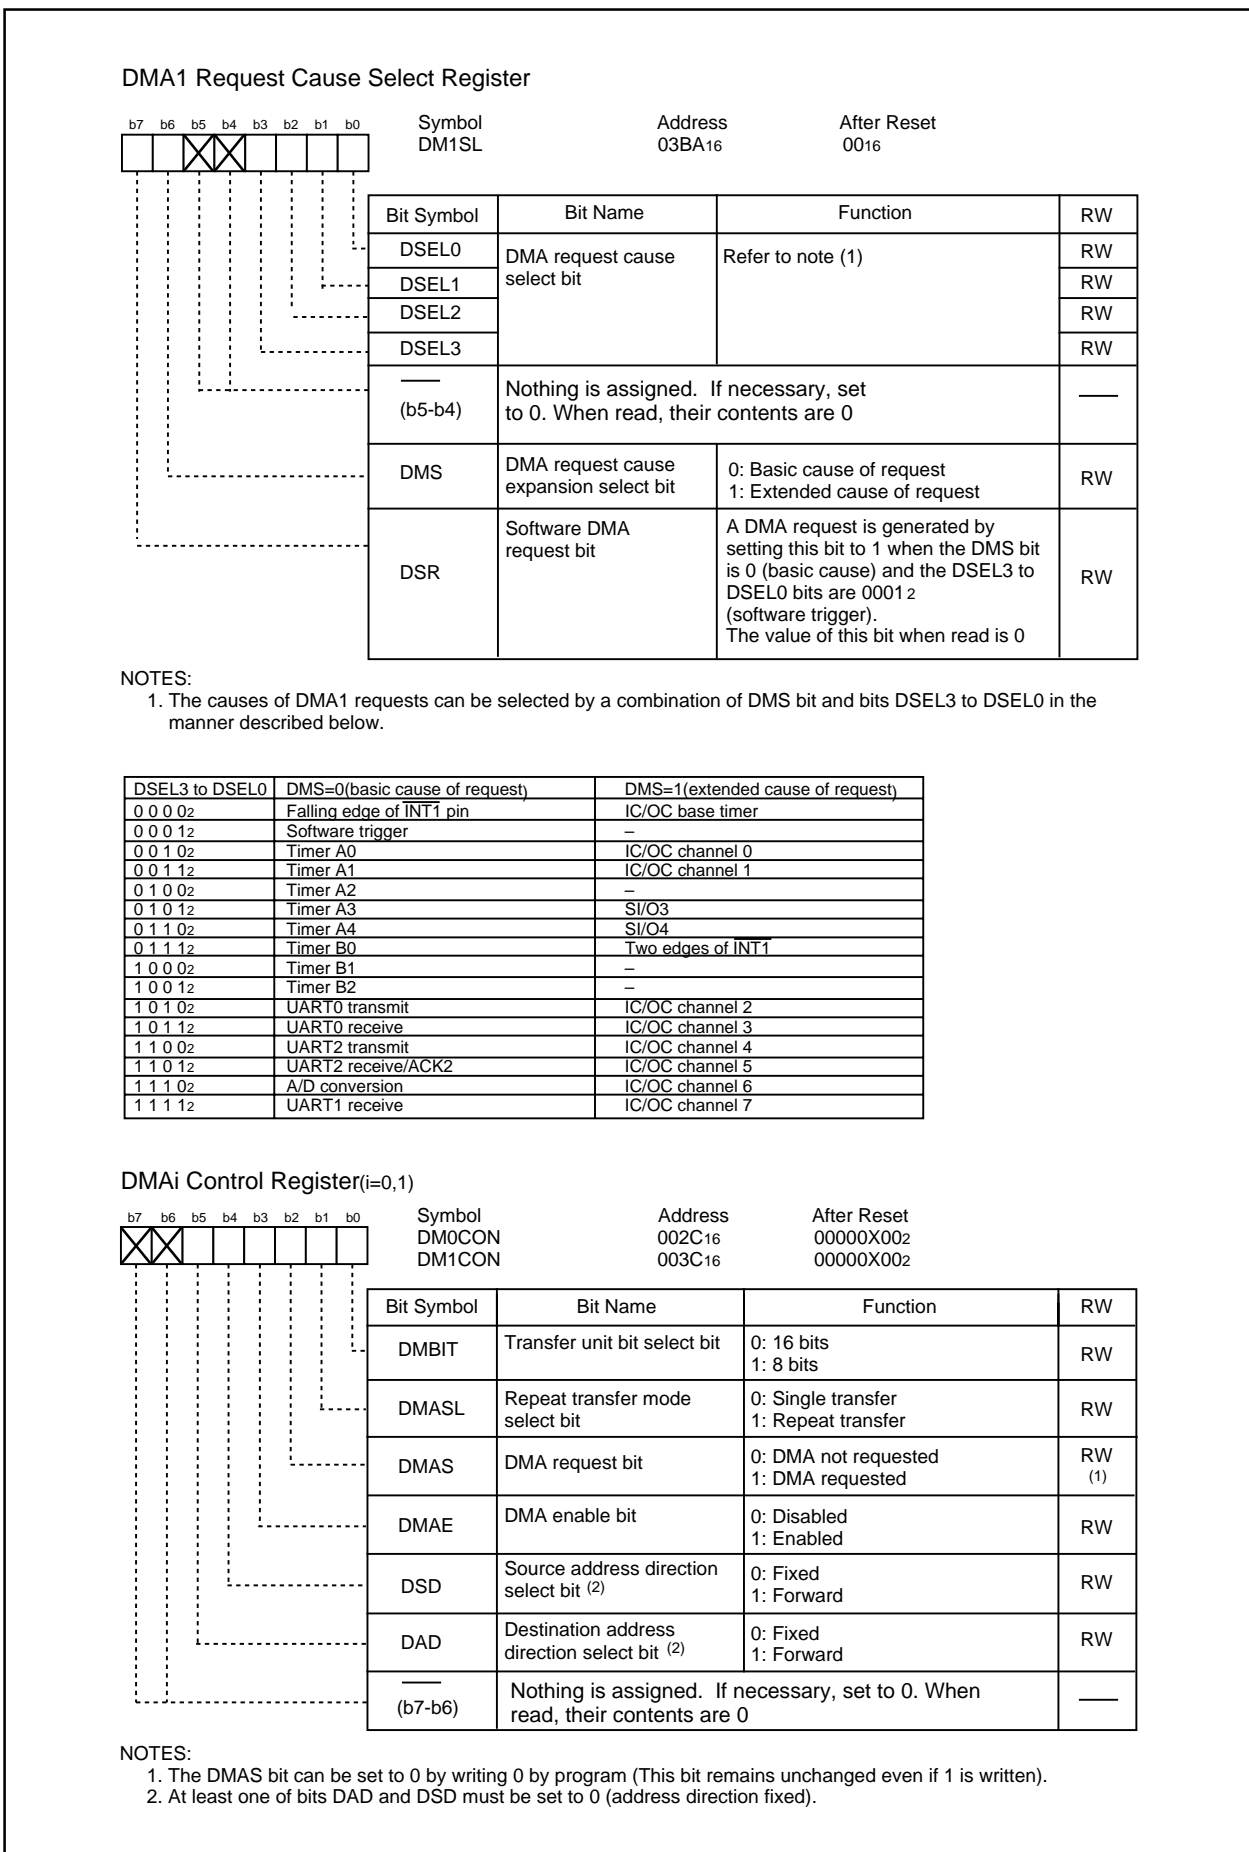 DMA1 Request Cause Select Register
b7 b6 b5 b4 b3 b2 b1 b0
Symbol Address After Reset
DM1SL 03BA16 0016
Bit Symbol Bit Name Function RW
DSEL0 DMA request cause select bit Refer to note (1) RW
DSEL1 RW
DSEL2 RW
DSEL3 RW
(b5-b4) Nothing is assigned. If necessary, set
to 0. When read, their contents are 0
DMS DMA request cause expansion select bit 0: Basic cause of request RW
1: Extended cause of request
DSR Software DMA request bit A DMA request is generated by RW
setting this bit to 1 when the DMS bit
is 0 (basic cause) and the DSEL3 to
DSEL0 bits are 00012
(software trigger).
The value of this bit when read is 0
NOTES:
1. The causes of DMA1 requests can be selected by a combination of DMS bit and bits DSEL3 to DSEL0 in the
manner described below.
DSEL3 to DSEL0 DMS=0(basic cause of request) DMS=1(extended cause of request)
0 0 0 02 Falling edge of INT1 pin IC/OC base timer
0 0 0 12 Software trigger –
0 0 1 02 Timer A0 IC/OC channel 0
0 0 1 12 Timer A1 IC/OC channel 1
0 1 0 02 Timer A2 –
0 1 0 12 Timer A3 SI/O3
0 1 1 02 Timer A4 SI/O4
0 1 1 12 Timer B0 Two edges of INT1
1 0 0 02 Timer B1 –
1 0 0 12 Timer B2 –
1 0 1 02 UART0 transmit IC/OC channel 2
1 0 1 12 UART0 receive IC/OC channel 3
1 1 0 02 UART2 transmit IC/OC channel 4
1 1 0 12 UART2 receive/ACK2 IC/OC channel 5
1 1 1 02 A/D conversion IC/OC channel 6
1 1 1 12 UART1 receive IC/OC channel 7
DMAi Control Register(i=0,1)
b7 b6 b5 b4 b3 b2 b1 b0
Symbol Address After Reset
DM0CON 002C16 00000X002
DM1CON 003C16 00000X002
Bit Symbol Bit Name Function RW
DMBIT Transfer unit bit select bit 0: 16 bits RW
1: 8 bits
DMASL Repeat transfer mode select bit 0: Single transfer RW
1: Repeat transfer
DMAS DMA request bit 0: DMA not requested RW
1: DMA requested (1)
DMAE DMA enable bit 0: Disabled RW
1: Enabled
DSD Source address direction select bit (2) 0: Fixed RW
1: Forward
DAD Destination address direction select bit (2) 0: Fixed RW
1: Forward
(b7-b6) Nothing is assigned. If necessary, set to 0. When
read, their contents are 0
NOTES:
1. The DMAS bit can be set to 0 by writing 0 by program (This bit remains unchanged even if 1 is written).
2. At least one of bits DAD and DSD must be set to 0 (address direction fixed).